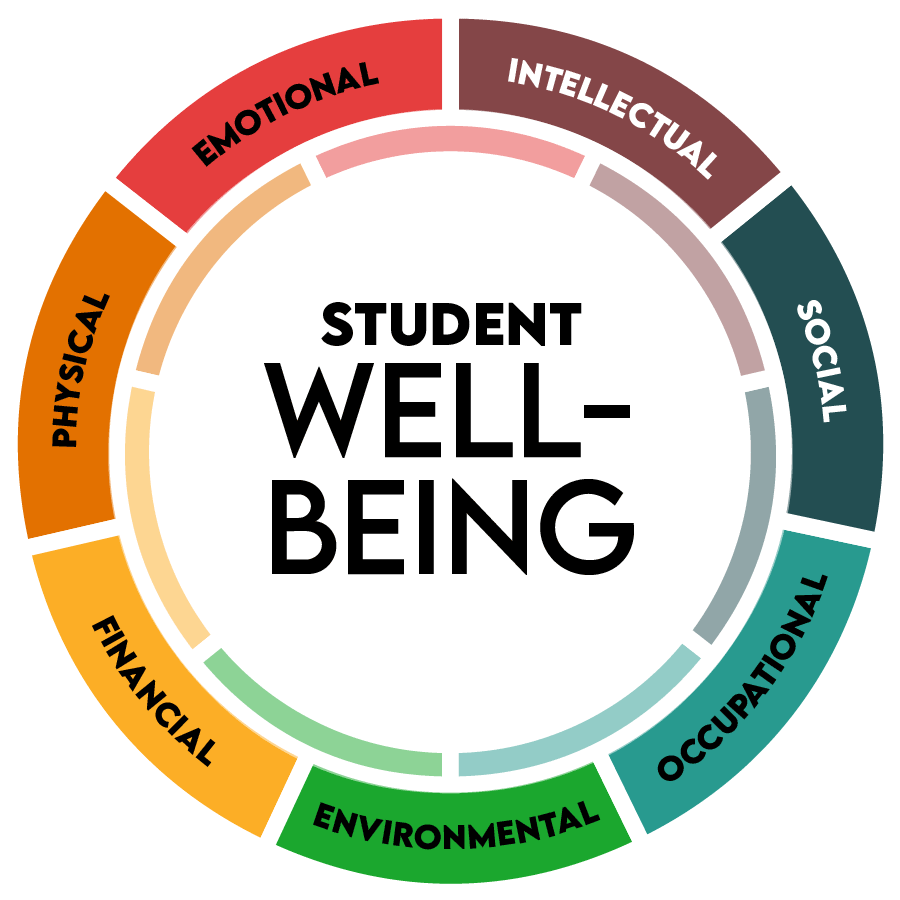 STUDENT
WELL-
BEING
EMOTIONAL
INTELLECTUAL
SOCIAL
OCCUPATIONAL
ENVIRONMENTAL
FINANCIAL
PHYSICAL